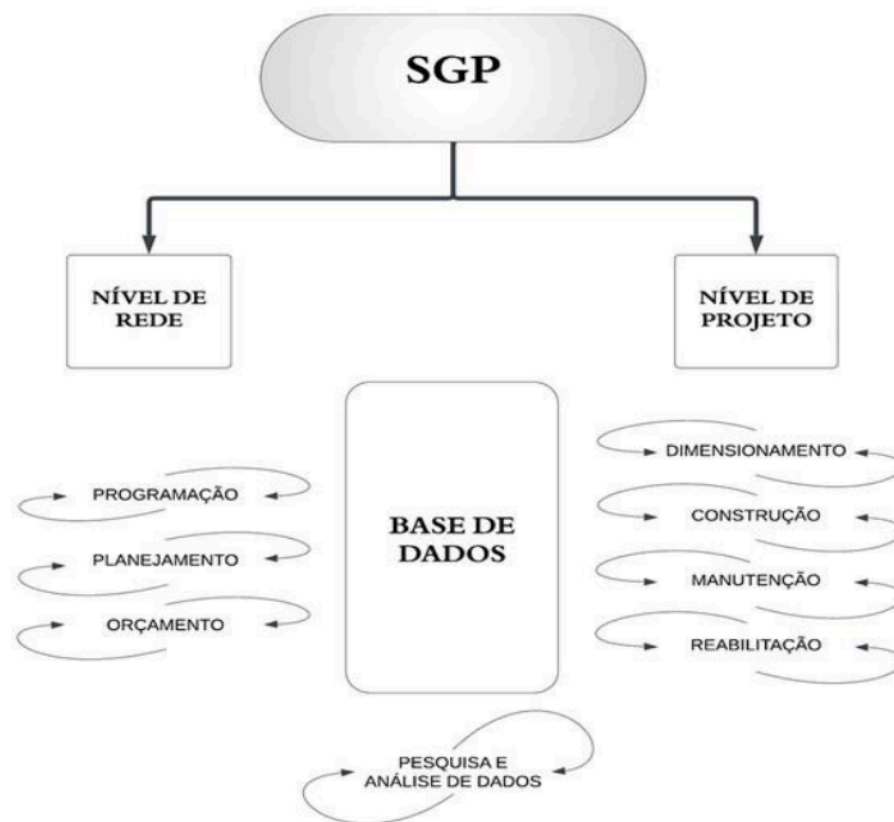 SGP
NÍVEL DE
REDE
NÍVEL DE
PROJETO
PROGRAMAÇÃO
PLANEJAMENTO
ORÇAMENTO
BASE DE
DADOS
DIMENSIONAMENTO
CONSTRUÇÃO
MANUTENÇÃO
REABILITAÇÃO
PESQUISA E
ANÁLISE DE DADOS